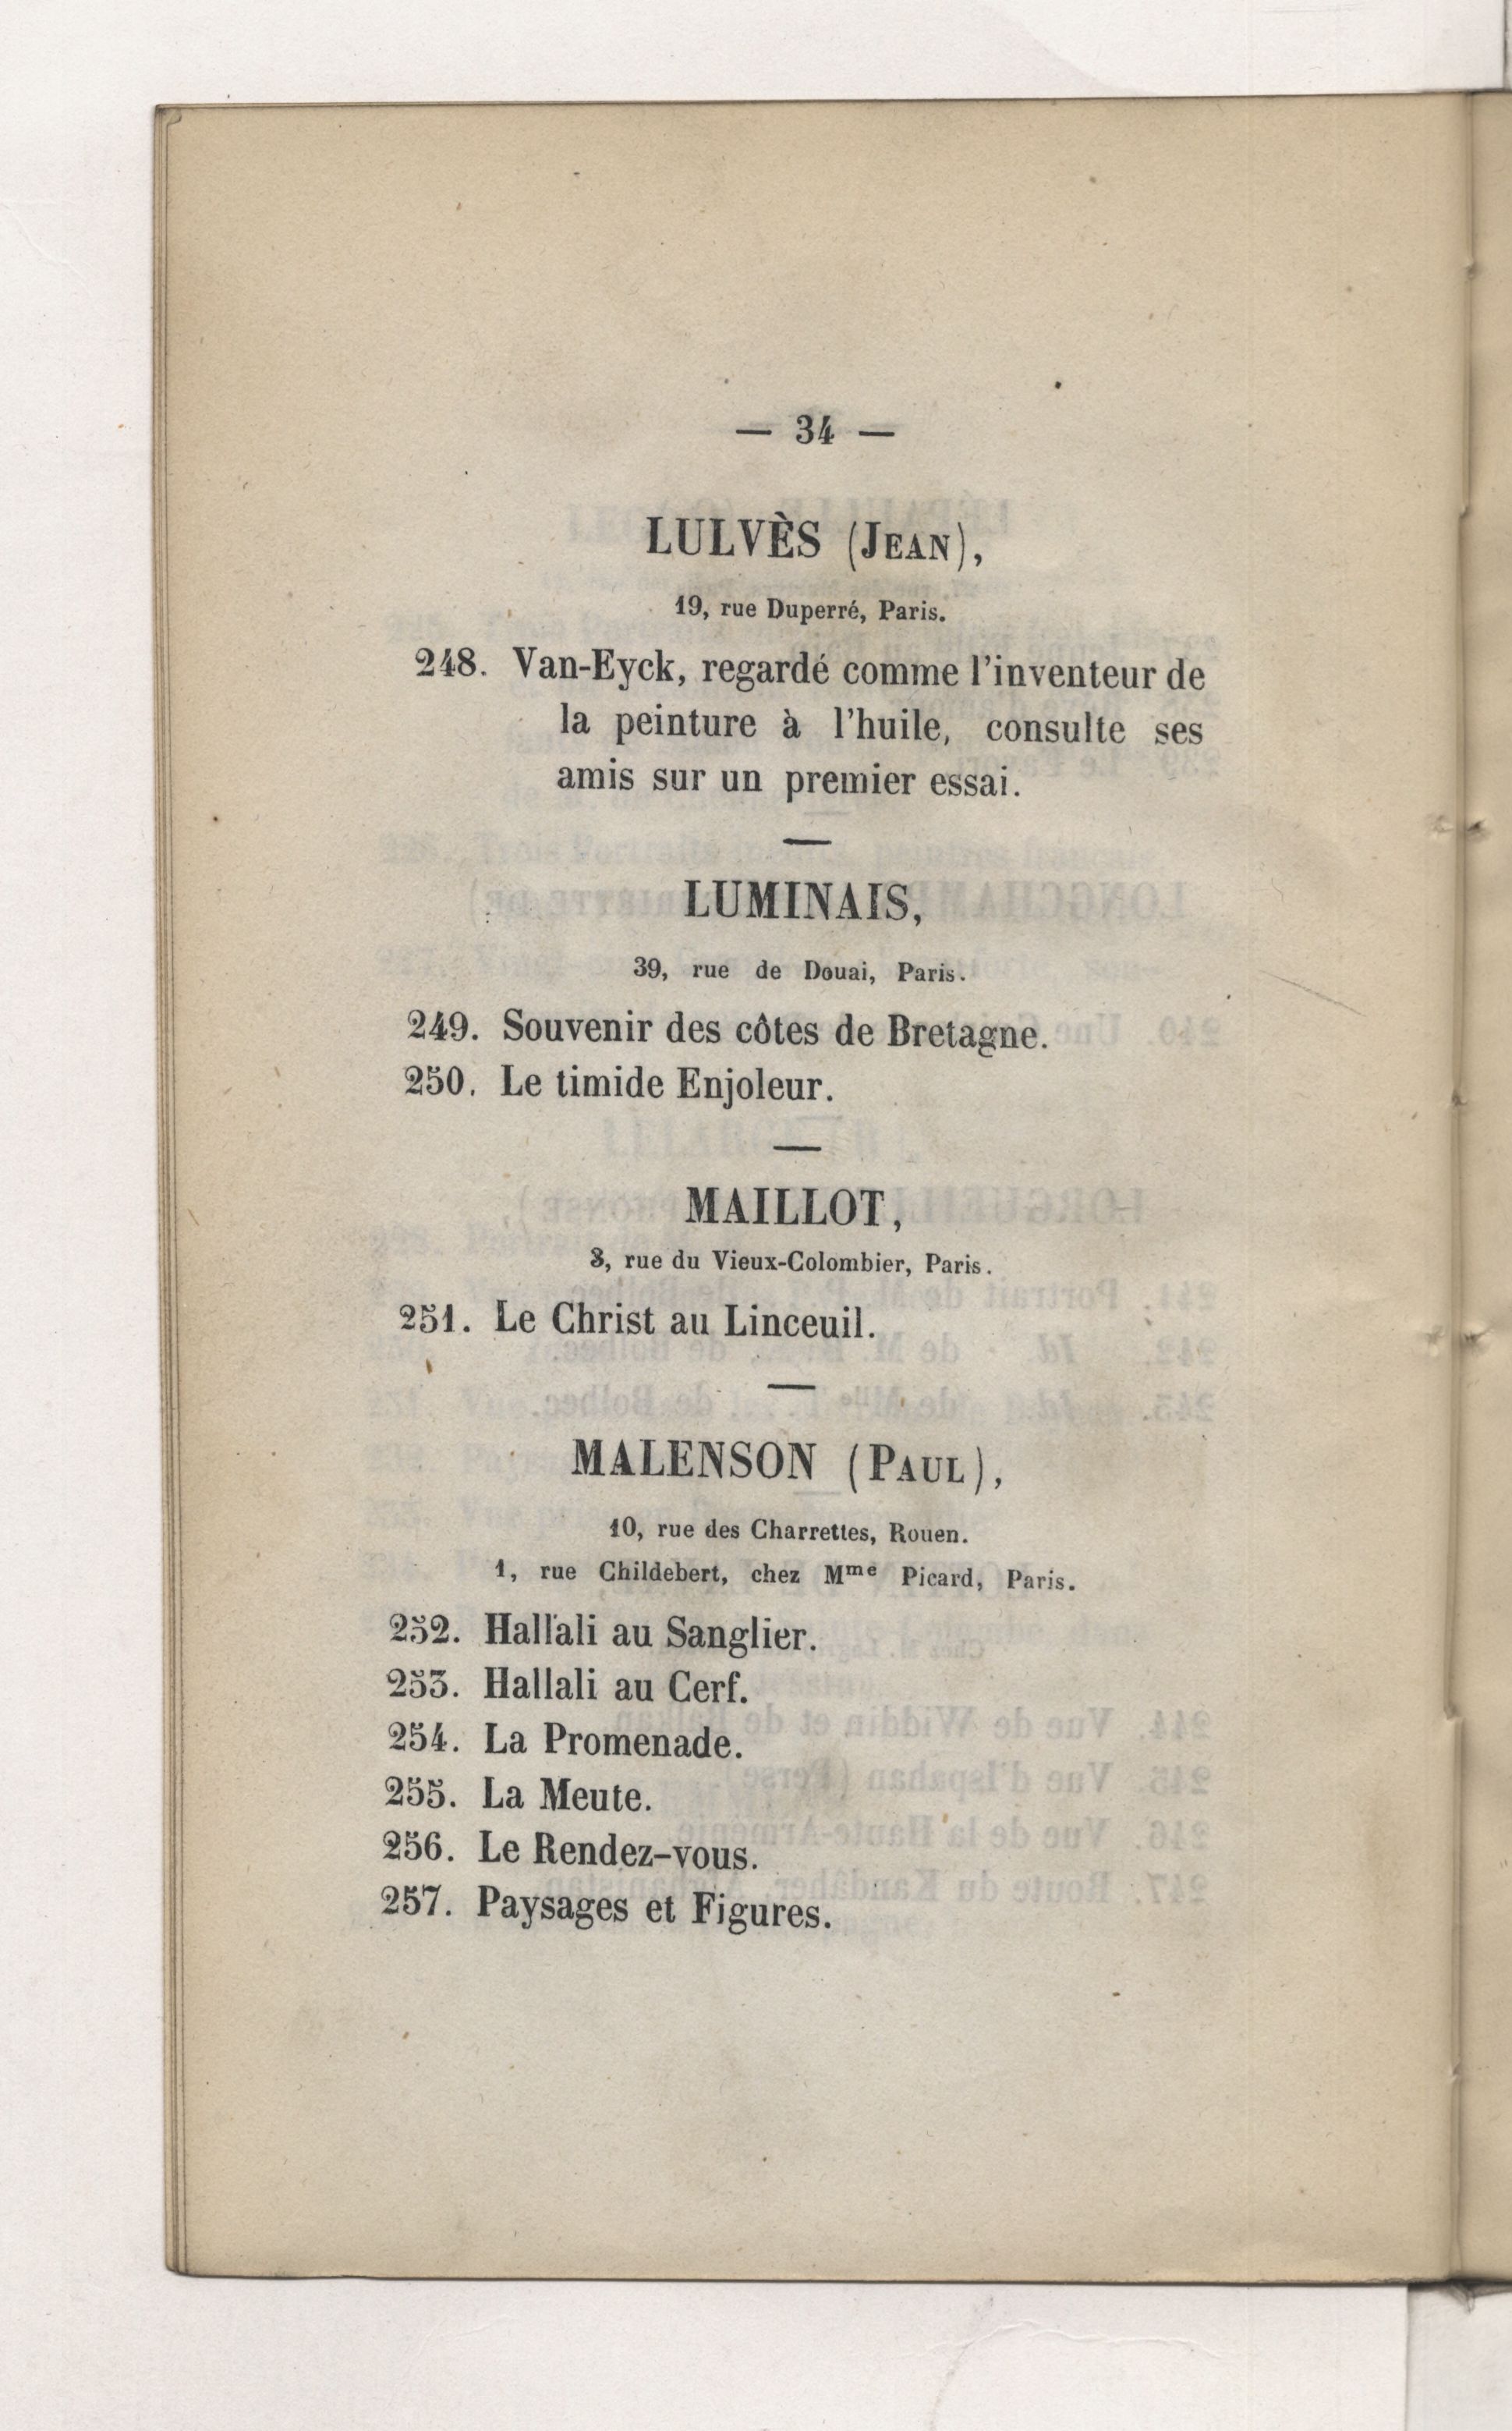 — 34 —
LULVÈS (JEAN),
19, rue Duperré, Paris.
248. Van-Eyck, regardé comme l'inventeur de
la peinture à l'huile, consulte ses
amis sur un premier essai.
LUMINAIS,
39, rue de Douai, Paris.
249. Souvenir des côtes de Bretagne.
250. Le timide Enjoleur.
MAILLOT,
3, rue du Vieux-Colombier, Paris.
251. Le Christ au Linceuil.
MALENSON (PAUL),
10, rue des Charrettes, Rouen.
1, rue Childebert, chez Mme Picard, Paris.
252. Hallali au Sanglier.
253. Hallali au Cerf.
254. La Promenade.
255. La Meute.
256. Le Rendez-vous.
257. Paysages et Figures.